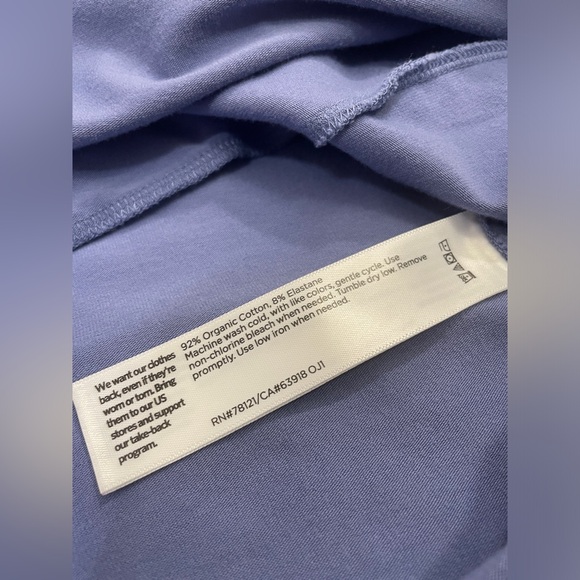 We want our clothes
back, even if they're
worn or torn. Bring
them to our US
stores and support
our take-back
program.
92% Organic Cotton, 8% Elastane
Machine wash cold, with like colors, gentle cycle. Use
non-chlorine bleach when needed. Tumble dry low. Remove
promptly. Use low iron when needed.
RN#78121/CA#63918 OJ1